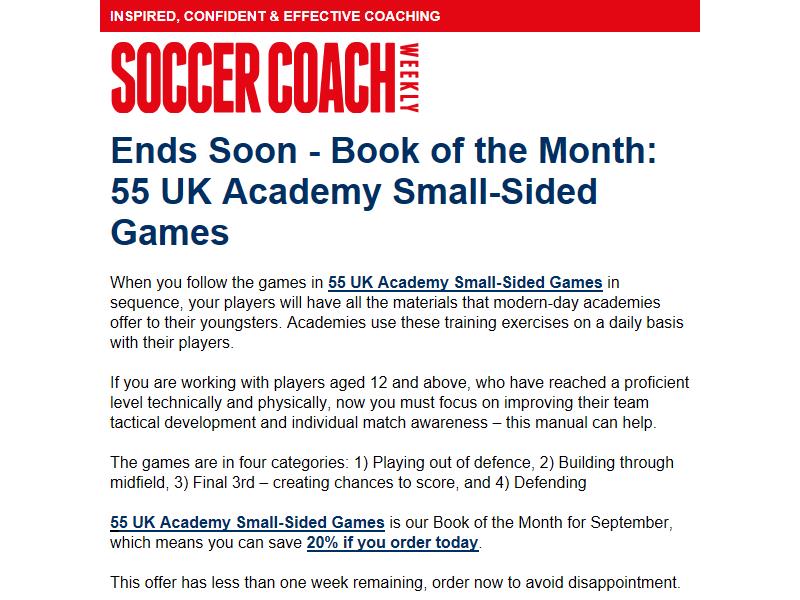 INSPIRED, CONFIDENT & EFFECTIVE COACHING
SOCCER COACH WEEKLY
Ends Soon - Book of the Month:
55 UK Academy Small-Sided
Games
When you follow the games in 55 UK Academy Small-Sided Games in
sequence, your players will have all the materials that modern-day academies
offer to their youngsters. Academies use these training exercises on a daily basis
with their players.
If you are working with players aged 12 and above, who have reached a proficient
level technically and physically, now you must focus on improving their team
tactical development and individual match awareness – this manual can help.
The games are in four categories: 1) Playing out of defence, 2) Building through
midfield, 3) Final 3rd – creating chances to score, and 4) Defending
55 UK Academy Small-Sided Games is our Book of the Month for September,
which means you can save 20% if you order today.
This offer has less than one week remaining, order now to avoid disappointment.